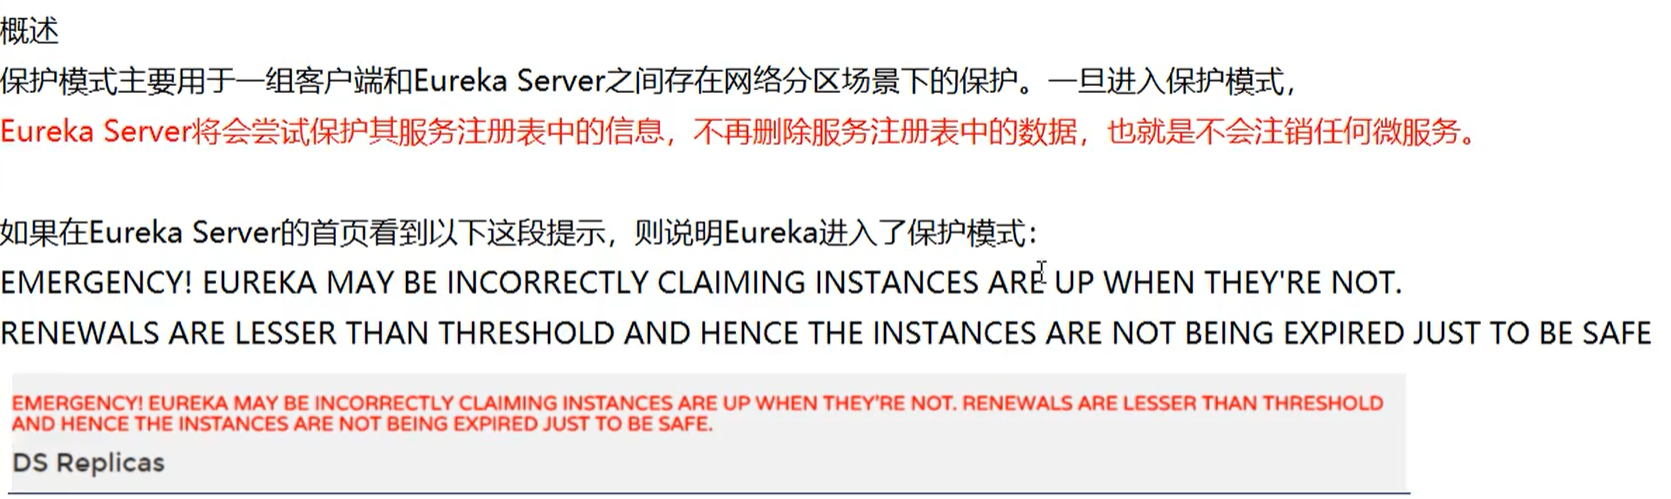 概述
保护模式主要用于一组客户端和Eureka Server之间存在网络分区场景下的保护。一旦进入保护模式，
Eureka Server将会尝试保护其服务注册表中的信息，不再删除服务注册表中的数据，也就是不会注销任何微服务。
如果在Eureka Server的首页看到以下这段提示，则说明Eureka进入了保护模式：
EMERGENCY! EUREKA MAY BE INCORRECTLY CLAIMING INSTANCES ARE UP WHEN THEY'RE NOT.
RENEWALS ARE LESSER THAN THRESHOLD AND HENCE THE INSTANCES ARE NOT BEING EXPIRED JUST TO BE SAFE
EMERGENCY! EUREKA MAY BE INCORRECTLY CLAIMING INSTANCES ARE UP WHEN THEY'RE NOT. RENEWALS ARE LESSER THAN THRESHOLD
AND HENCE THE INSTANCES ARE NOT BEING EXPIRED JUST TO BE SAFE.
DS Replicas